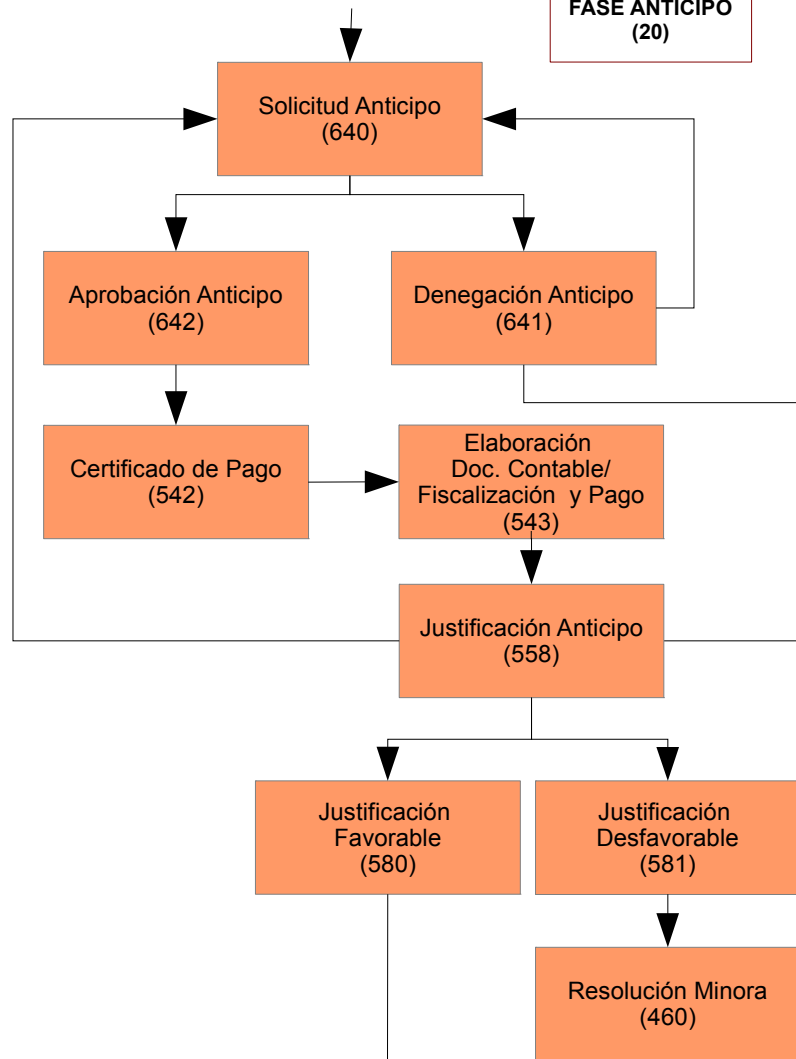 FASE ANTICIPO
(20)
Solicitud Anticipo
(640)
Aprobación Anticipo
(642)
Denegación Anticipo
(641)
Certificado de Pago
(542)
Elaboración
Doc. Contable/
Fiscalización y Pago
(543)
Justificación Anticipo
(558)
Justificación
Favorable
(580)
Justificación
Desfavorable
(581)
Resolución Minora
(460)